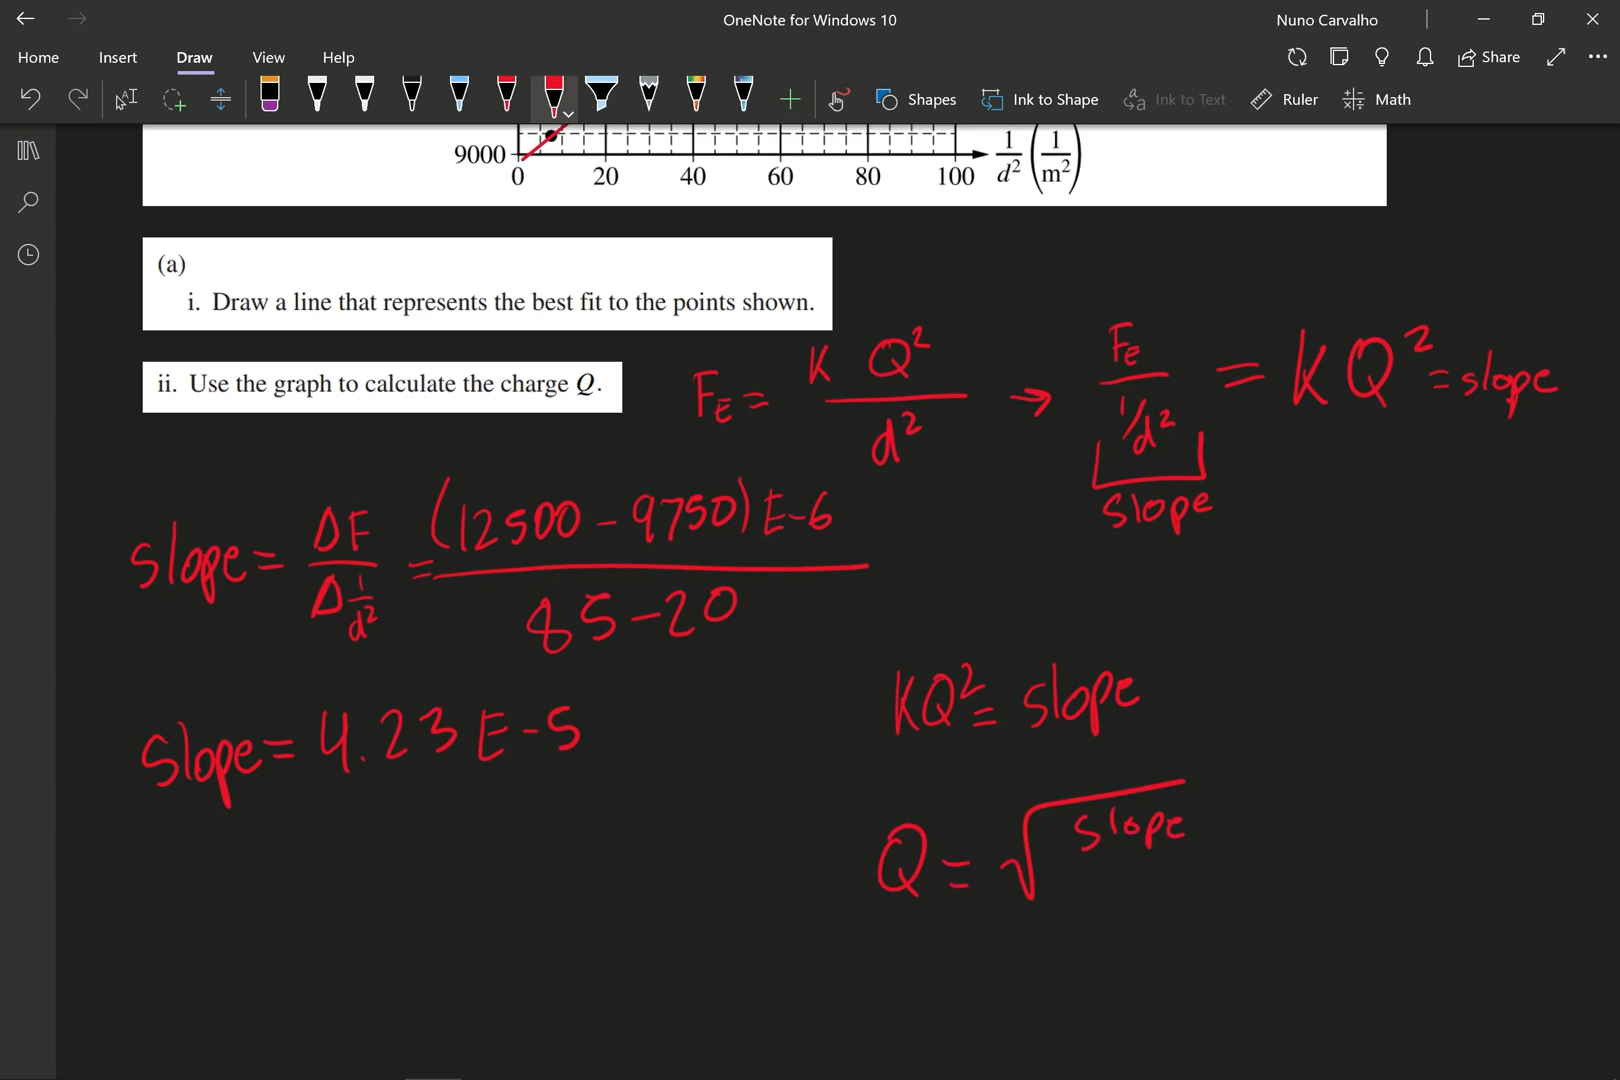 OneNote for Windows 10
Nuno Carvalho
Home Insert Draw View Help
Share
Shapes Ink to Shape Ink to Text Ruler Math
9000
0 20 40 60 80 100 1/d² (1/m²)
(a)
i. Draw a line that represents the best fit to the points shown.
ii. Use the graph to calculate the charge Q.
F_E = K Q² / d² → F_E / (1/d²) = KQ² = slope
slope
slope = ΔF / Δ(1/d²) = (12500 - 9750)E-6 / 85-20
KQ² = slope
slope = 4.23 E-5
Q = √slope